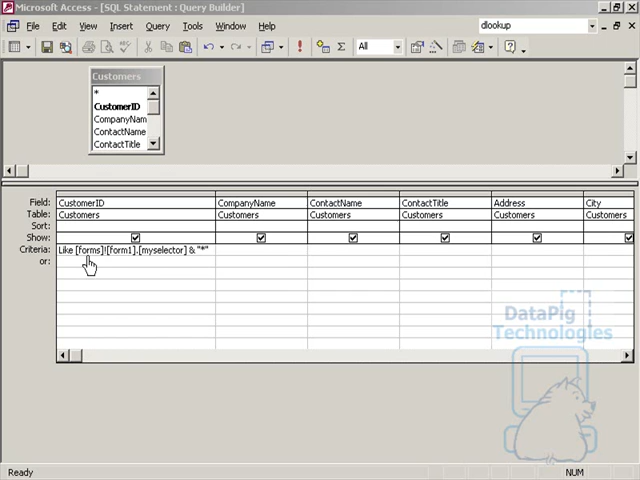 Microsoft Access - [SQL Statement : Query Builder]
File Edit View Insert Query Tools Window Help dlookup
All
Customers
*
CustomerID
CompanyNam
ContactName
ContactTitle
Field: CustomerID CompanyName ContactName ContactTitle Address City
Table: Customers Customers Customers Customers Customers Customers
Sort:
Show:
Criteria: Like [forms]![form1].[myselector] & "*"
or:
DataPig
Technologies
Ready NUM